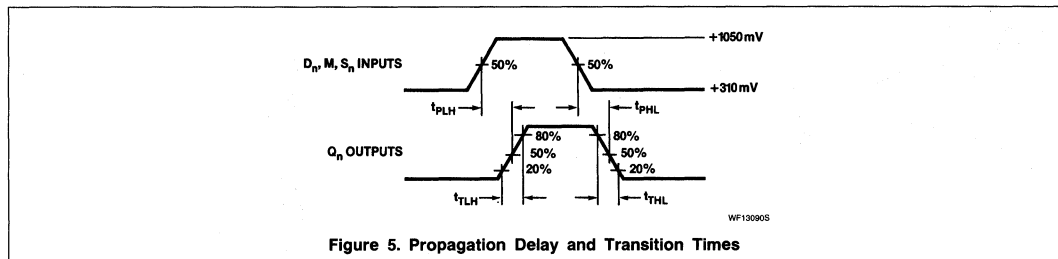 +1050mV
Dn, M, Sn INPUTS
50%
50%
+310mV
tPLH
tPHL
80%
80%
Qn OUTPUTS
50%
50%
20%
20%
tTLH
tTHL
WF13090S
Figure 5. Propagation Delay and Transition Times